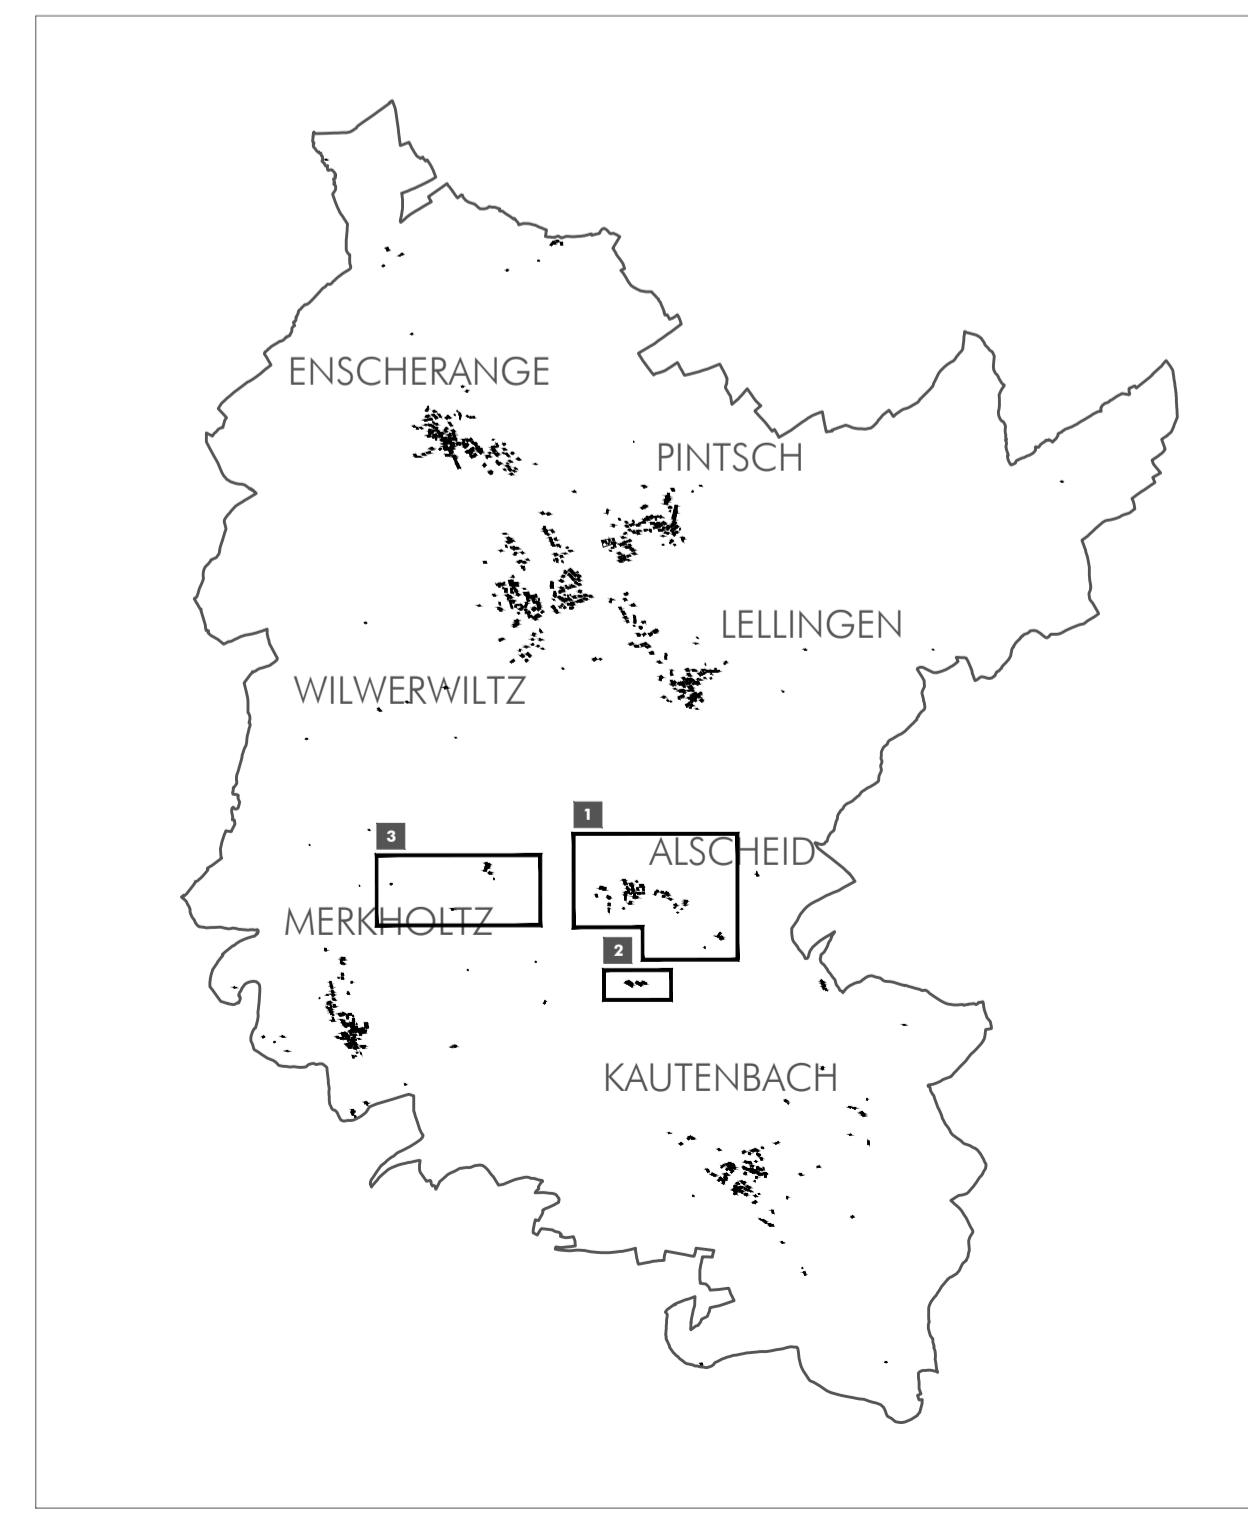 ENSCHERANGE
PINTSCH
LELLINGEN
WILWERWILTZ
1
3
ALSCHEID
MERKHOLTZ
2
KAUTENBACH